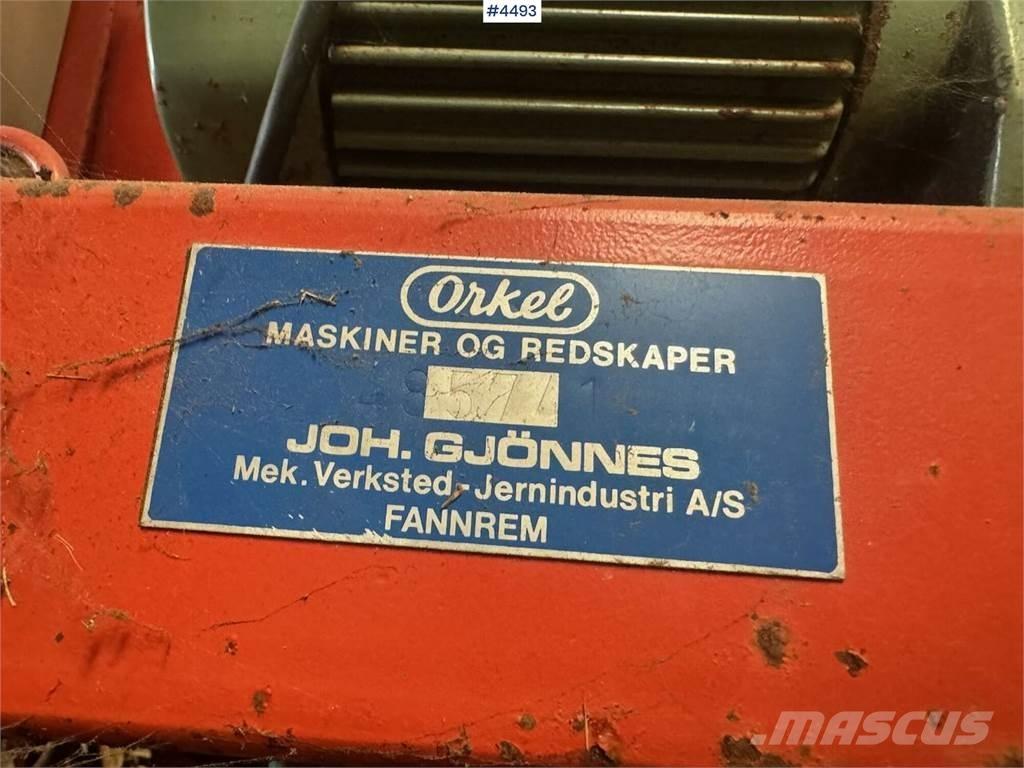 #4493
Orkel
MASKINER OG REDSKAPER
JOH. GJÖNNES
Mek. Verksted-Jernindustri A/S
FANNREM
MASCUS